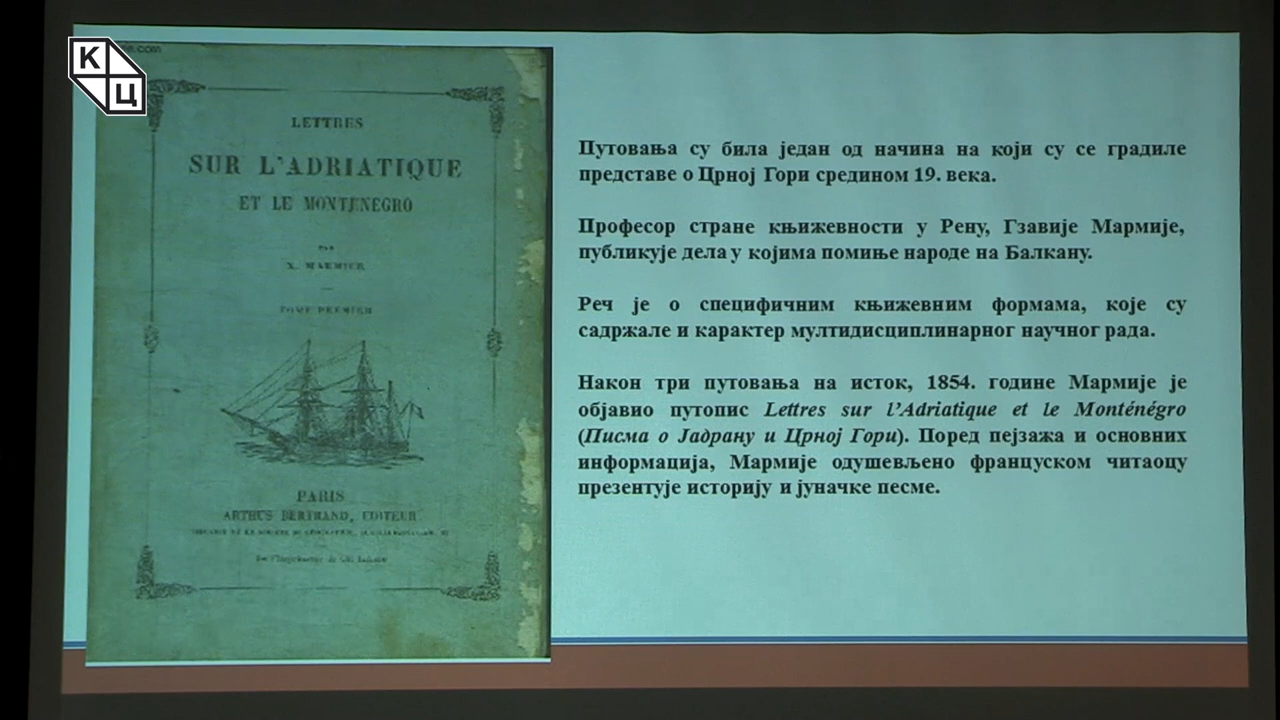 К
Ц
LETTRES
SUR L'ADRIATIQUE
ET LE MONTÉNÉGRO
PAR
X. MARMIER
TOME PREMIER
PARIS
ARTHUS BERTRAND, EDITEUR
Путовања су била један од начина на који су се градиле
представе о Црној Гори средином 19. века.
Професор стране књижевности у Рену, Гзавије Мармије,
публикује дела у којима помиње народе на Балкану.
Реч је о специфичним књижевним формама, које су
садржале и карактер мултидисциплинарног научног рада.
Након три путовања на исток, 1854. године Мармије је
објавио путопис Lettres sur l’Adriatique et le Monténégro
(Писма о Јадрану и Црној Гори). Поред пејзажа и основних
информација, Мармије одушевљено француском читаоцу
презентује историју и јуначке песме.